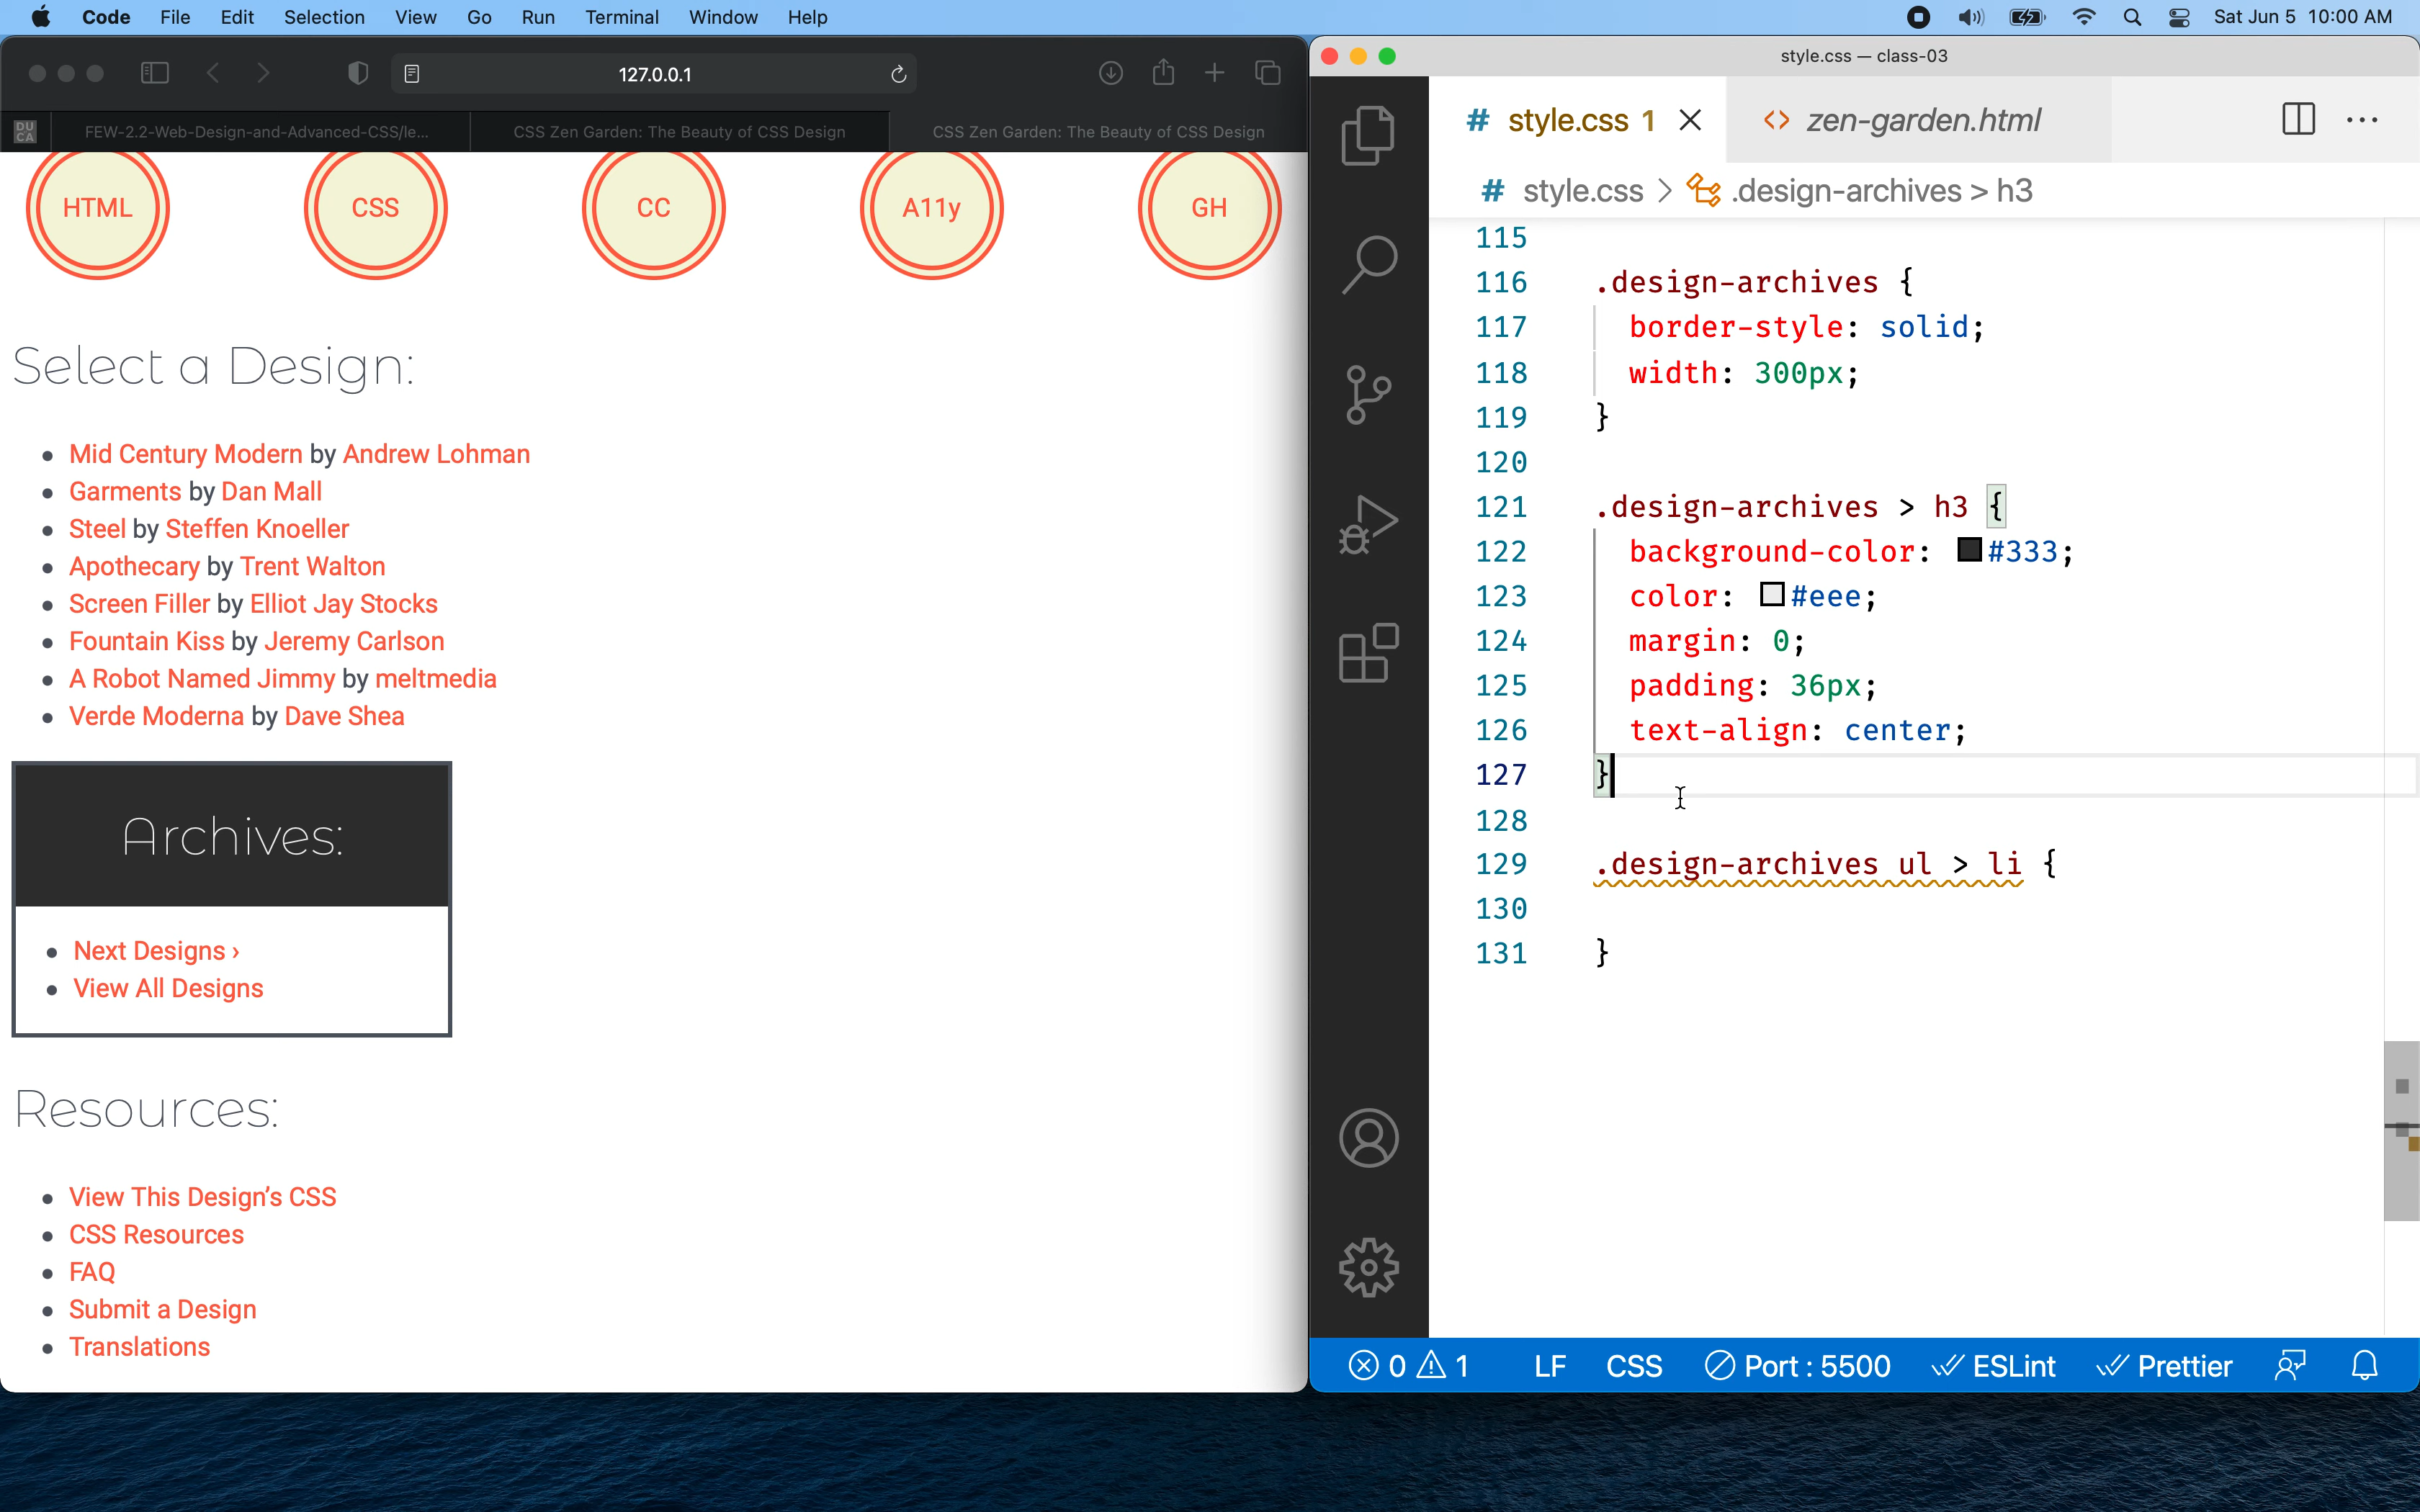 Code File Edit Selection View Go Run Terminal Window Help Sat Jun 5 10:00 AM
127.0.0.1
DU CA FEW-2.2-Web-Design-and-Advanced-CSS/le... CSS Zen Garden: The Beauty of CSS Design CSS Zen Garden: The Beauty of CSS Design
HTML CSS CC A11y GH
Select a Design:
Mid Century Modern by Andrew Lohman
Garments by Dan Mall
Steel by Steffen Knoeller
Apothecary by Trent Walton
Screen Filler by Elliot Jay Stocks
Fountain Kiss by Jeremy Carlson
A Robot Named Jimmy by meltmedia
Verde Moderna by Dave Shea
Archives:
Next Designs ›
View All Designs
Resources:
View This Design’s CSS
CSS Resources
FAQ
Submit a Design
Translations
style.css — class-03
# style.css 1 <> zen-garden.html ...
# style.css > .design-archives > h3
115
116 .design-archives {
117 border-style: solid;
118 width: 300px;
119 }
120
121 .design-archives > h3 {
122 background-color: #333;
123 color: #eee;
124 margin: 0;
125 padding: 36px;
126 text-align: center;
127 }
128
129 .design-archives ul > li {
130
131 }
0 1 LF CSS Port : 5500 ESLint Prettier